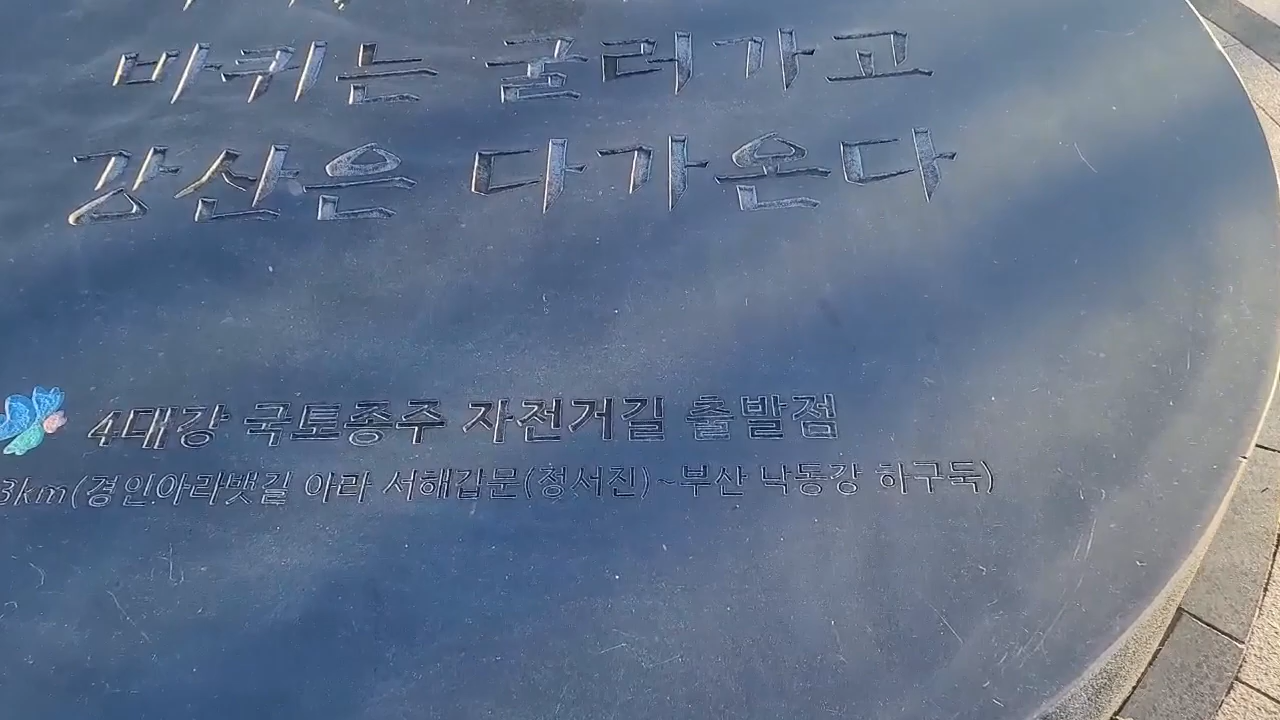 바퀴는 굴러가고
강산은 다가온다
4대강 국토종주 자전거길 출발점
3km(경인아라뱃길 아라 서해갑문(정서진)~부산 낙동강 하구둑)